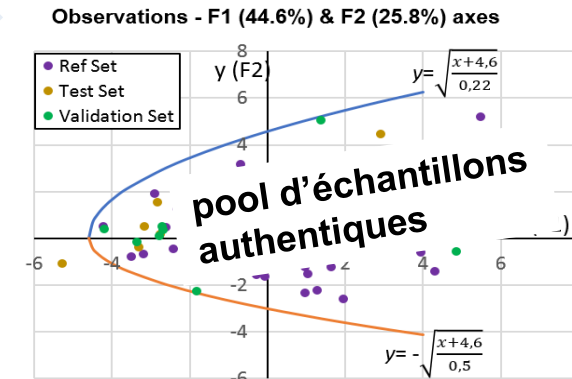 Observations - F1 (44.6%) & F2 (25.8%) axes
Ref Set
Test Set
Validation Set
y (F2)
y= √((x+4,6)/0,22)
8
6
4
pool d'échantillons
authentiques
-6 -4 2 4 6
-2
-4
-6
y= - √((x+4,6)/0,5)